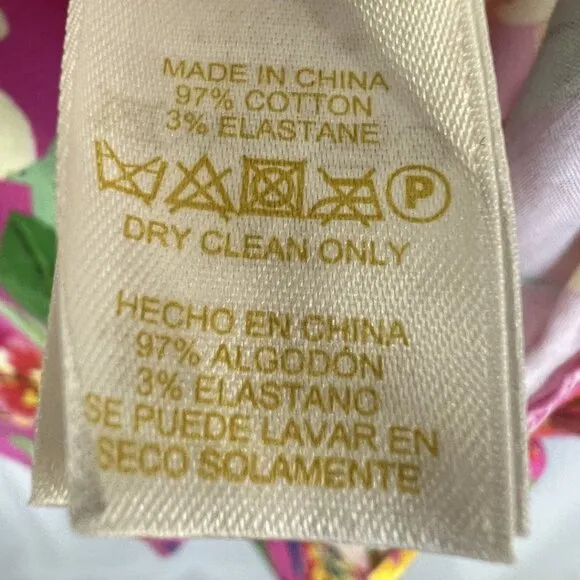 MADE IN CHINA
97% COTTON
3% ELASTANE
P
DRY CLEAN ONLY
HECHO EN CHINA
97% ALGODÓN
3% ELASTANO
SE PUEDE LAVAR EN
SECO SOLAMENTE